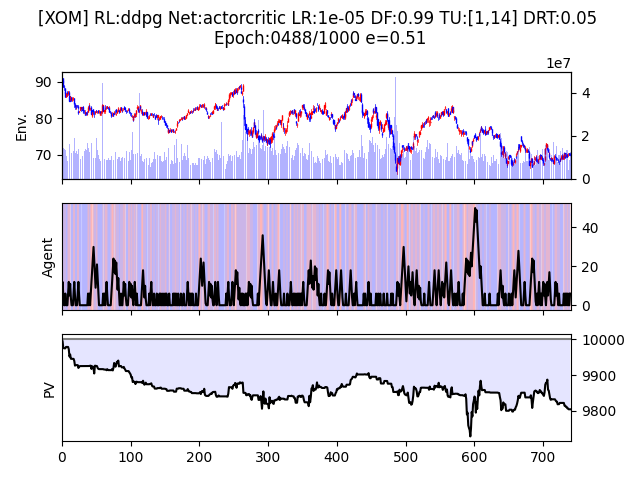 [XOM] RL:ddpg Net:actorcritic LR:1e-05 DF:0.99 TU:[1,14] DRT:0.05
Epoch:0488/1000 e=0.51
1e7
90
80
70
Env.
4
2
0
Agent
40
20
0
PV
10000
9900
9800
0 100 200 300 400 500 600 700